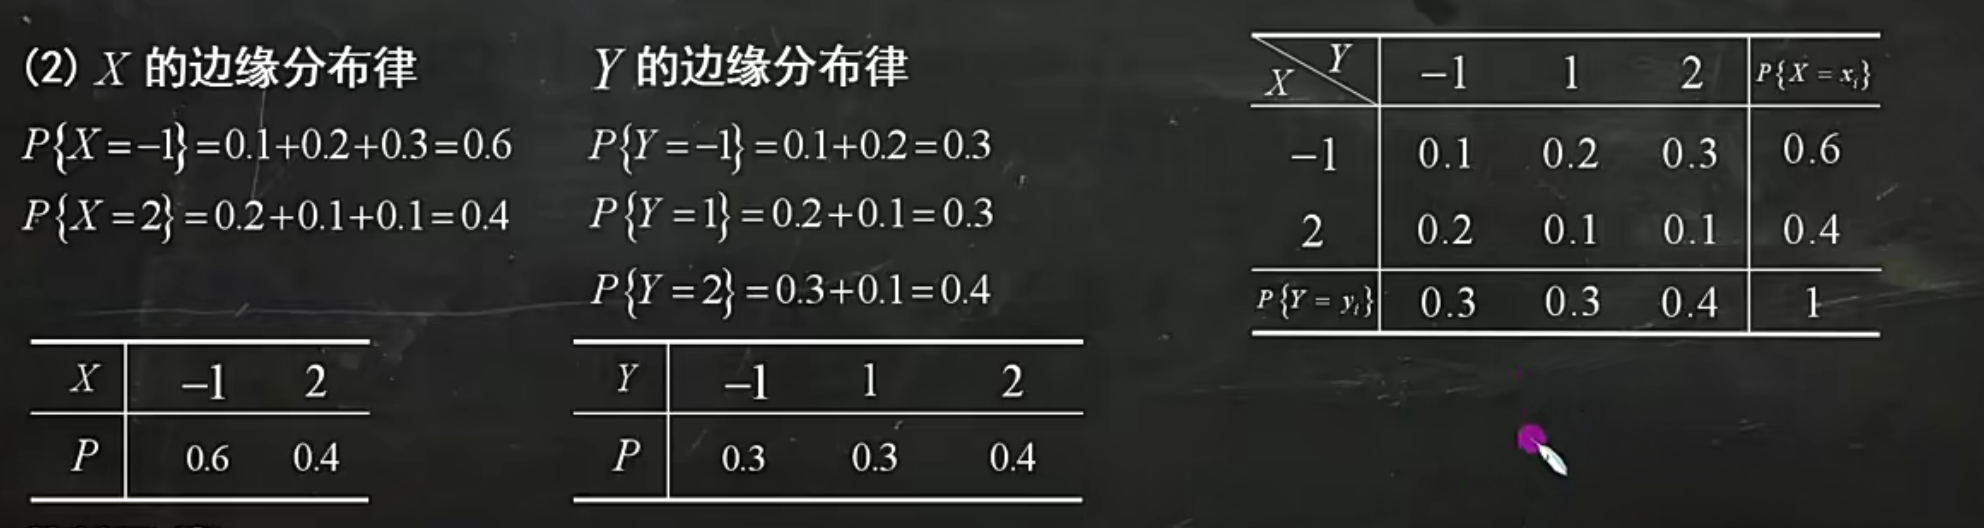 (2) X 的边缘分布律
P{X=-1}=0.1+0.2+0.3=0.6
P{X=2}=0.2+0.1+0.1=0.4
X -1 2
P 0.6 0.4
Y 的边缘分布律
P{Y=-1}=0.1+0.2=0.3
P{Y=1}=0.2+0.1=0.3
P{Y=2}=0.3+0.1=0.4
Y -1 1 2
P 0.3 0.3 0.4
X Y -1 1 2 P{X=x_i}
-1 0.1 0.2 0.3 0.6
2 0.2 0.1 0.1 0.4
P{Y=y_i} 0.3 0.3 0.4 1